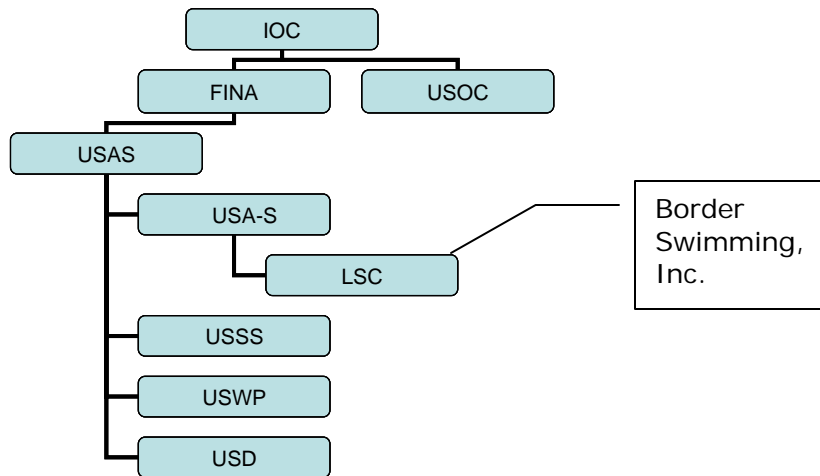 IOC
FINA
USOC
USAS
USA-S
Border
Swimming,
Inc.
LSC
USSS
USWP
USD